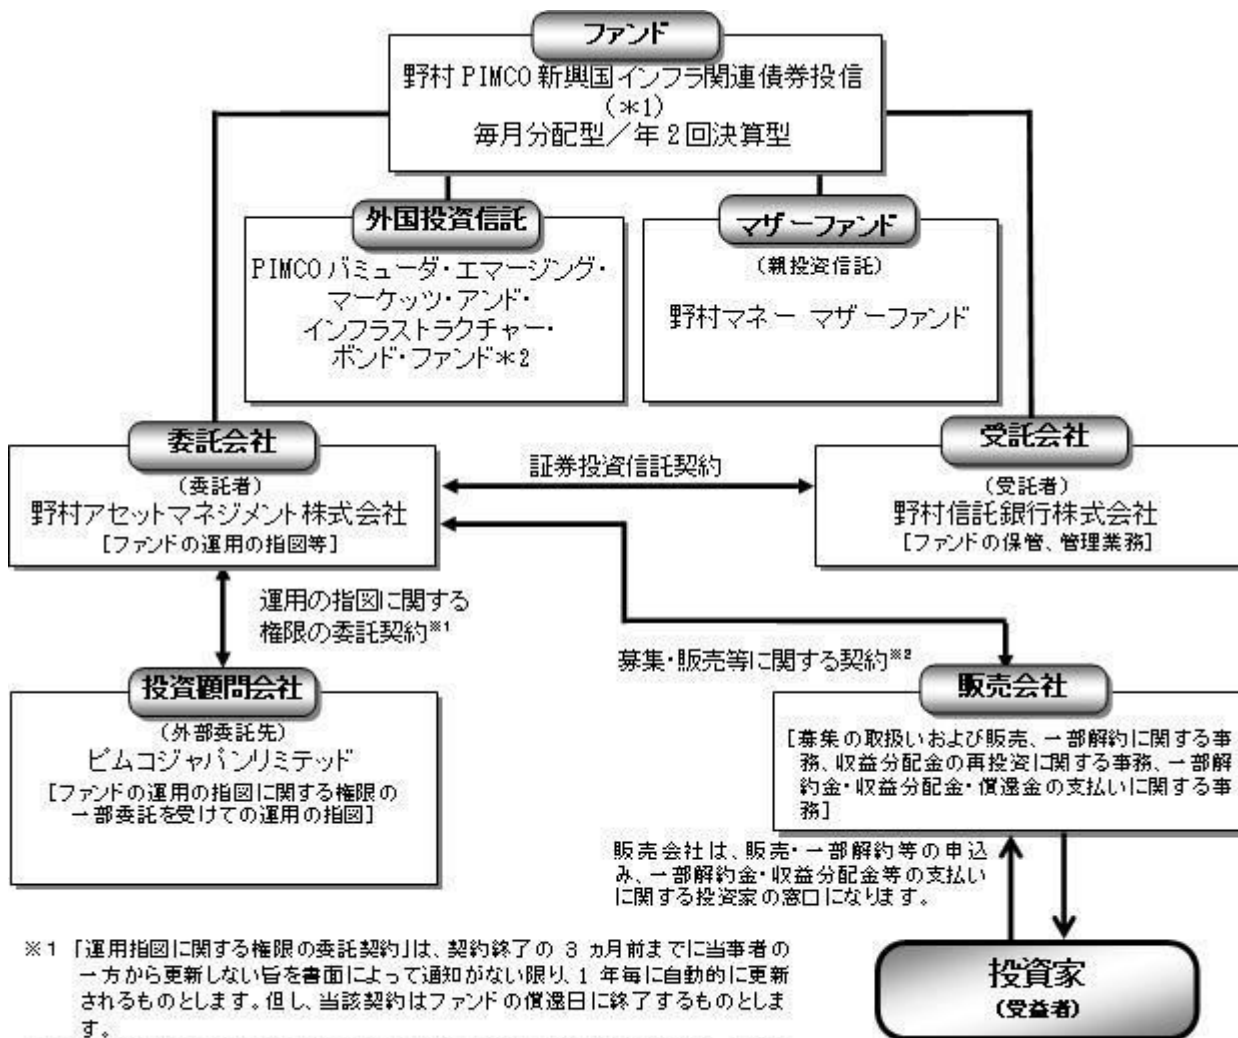 ファンド
野村 PIMCO 新興国インフラ関連債券投信
(＊1)
毎月分配型／年２回決算型
外国投資信託
PIMCO バミューダ・エマージング・
マーケッツ・アンド・
インフラストラクチャー・
ボンド・ファンド＊2
マザーファンド
(親投資信託)
野村マネー マザーファンド
委託会社
(委託者)
野村アセットマネジメント株式会社
[ファンドの運用の指図等]
証券投資信託契約
受託会社
(受託者)
野村信託銀行株式会社
[ファンドの保管、管理業務]
運用の指図に関する
権限の委託契約※1
募集・販売等に関する契約※2
投資顧問会社
(外部委託先)
ピムコジャパンリミテッド
[ファンドの運用の指図に関する権限の
一部委託を受けての運用の指図]
販売会社
[募集の取扱いおよび販売、一部解約に関する事
務、収益分配金の再投資に関する事務、一部解
約金・収益分配金・償還金の支払いに関する事
務]
販売会社は、販売・一部解約等の申込
み、一部解約金・収益分配金等の支払い
に関する投資家の窓口になります。
投資家
(受益者)
※1 「運用指図に関する権限の委託契約」は、契約終了の 3 ヵ月前までに当事者の
一方から更新しない旨を書面によって通知がない限り、1 年毎に自動的に更新
されるものとします。但し、当該契約はファンドの償還日に終了するものとしま
す。